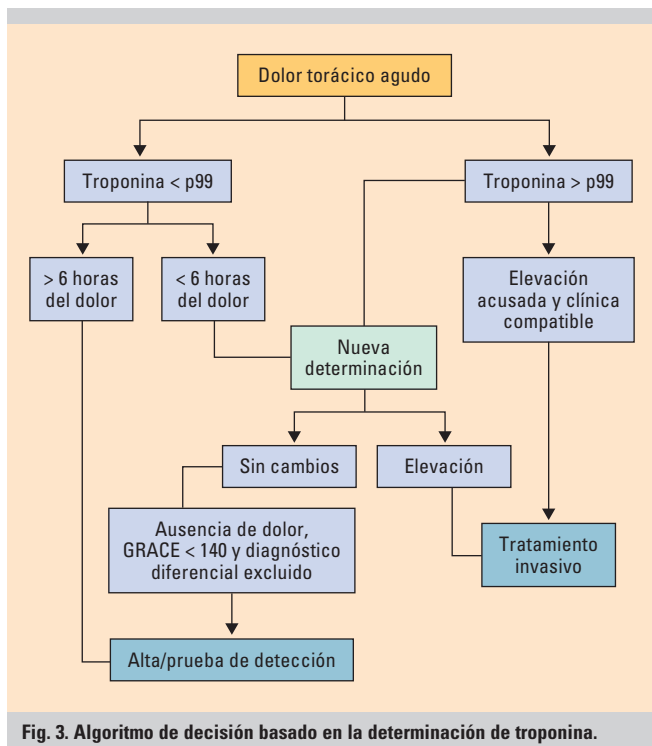 Dolor torácico agudo
Troponina < p99
Troponina > p99
> 6 horas
del dolor
< 6 horas
del dolor
Elevación
acusada y clínica
compatible
Nueva
determinación
Sin cambios
Elevación
Ausencia de dolor,
GRACE < 140 y diagnóstico
diferencial excluido
Tratamiento
invasivo
Alta/prueba de detección
Fig. 3. Algoritmo de decisión basado en la determinación de troponina.